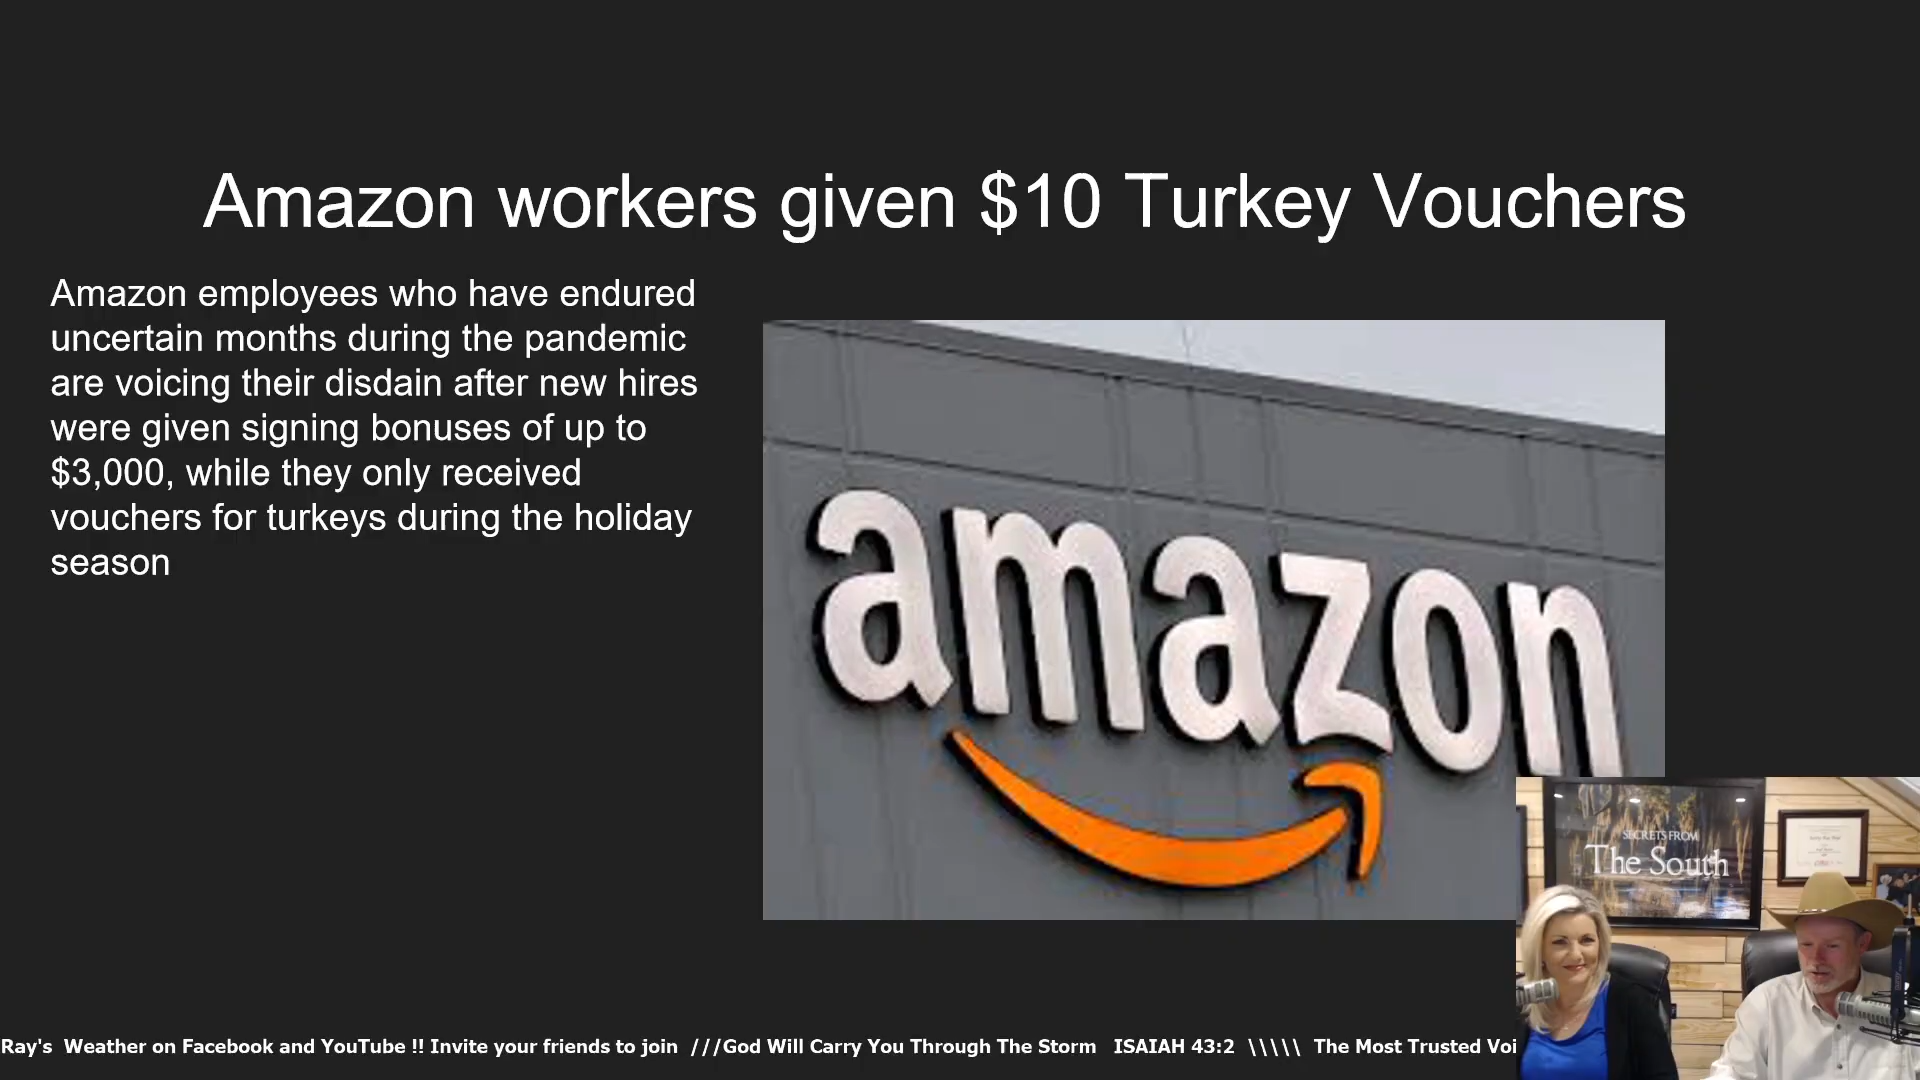 Amazon workers given $10 Turkey Vouchers
Amazon employees who have endured
uncertain months during the pandemic
are voicing their disdain after new hires
were given signing bonuses of up to
$3,000, while they only received
vouchers for turkeys during the holiday
season
amazon
SECRETS FROM
The South
Ray's Weather on Facebook and YouTube !! Invite your friends to join ///God Will Carry You Through The Storm ISAIAH 43:2 \\\\\ The Most Trusted Voi